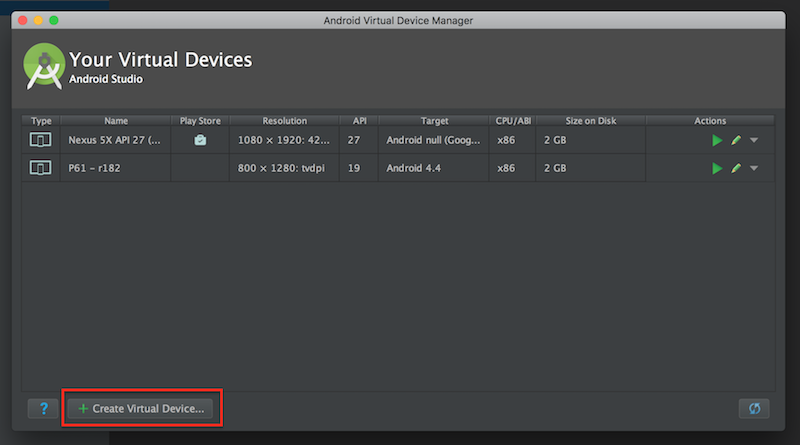 Android Virtual Device Manager
Your Virtual Devices
Android Studio
Type Name Play Store Resolution API Target CPU/ABI Size on Disk Actions
Nexus 5X API 27 (... 1080 × 1920: 42... 27 Android null (Goog... x86 2 GB
P61 - r182 800 × 1280: tvdpi 19 Android 4.4 x86 2 GB
? + Create Virtual Device...